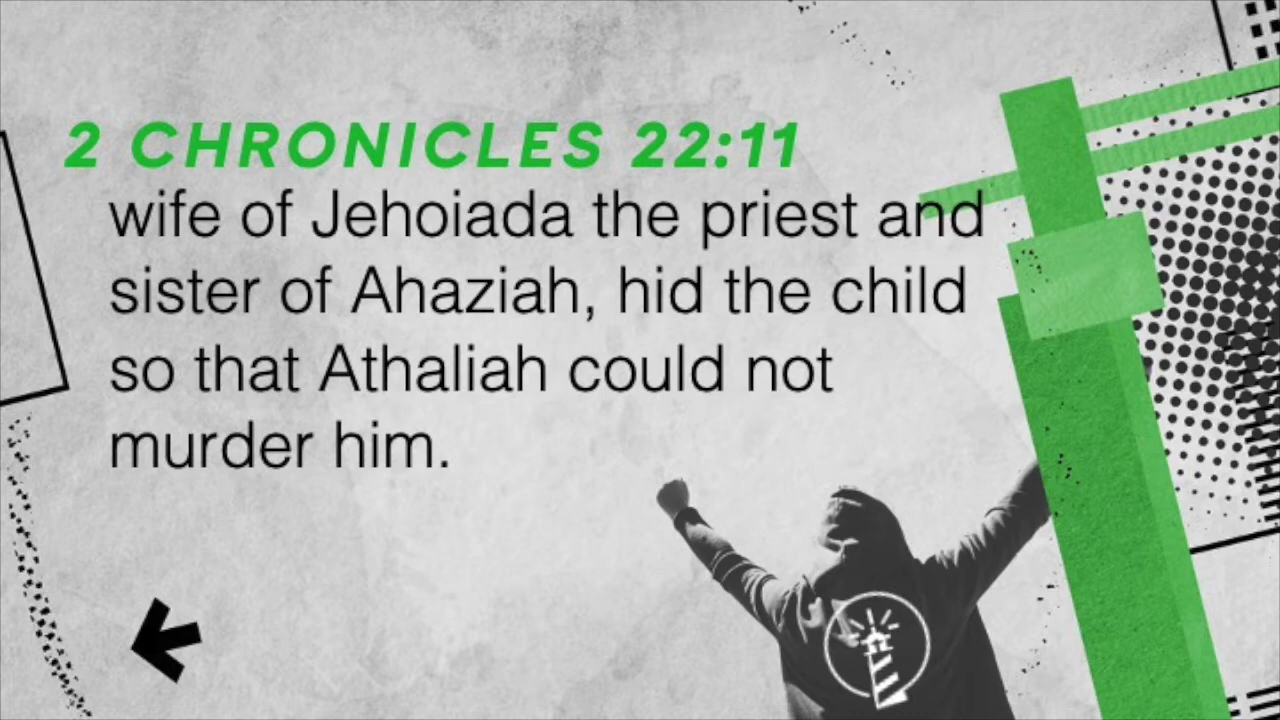 2 CHRONICLES 22:11
wife of Jehoiada the priest and
sister of Ahaziah, hid the child
so that Athaliah could not
murder him.